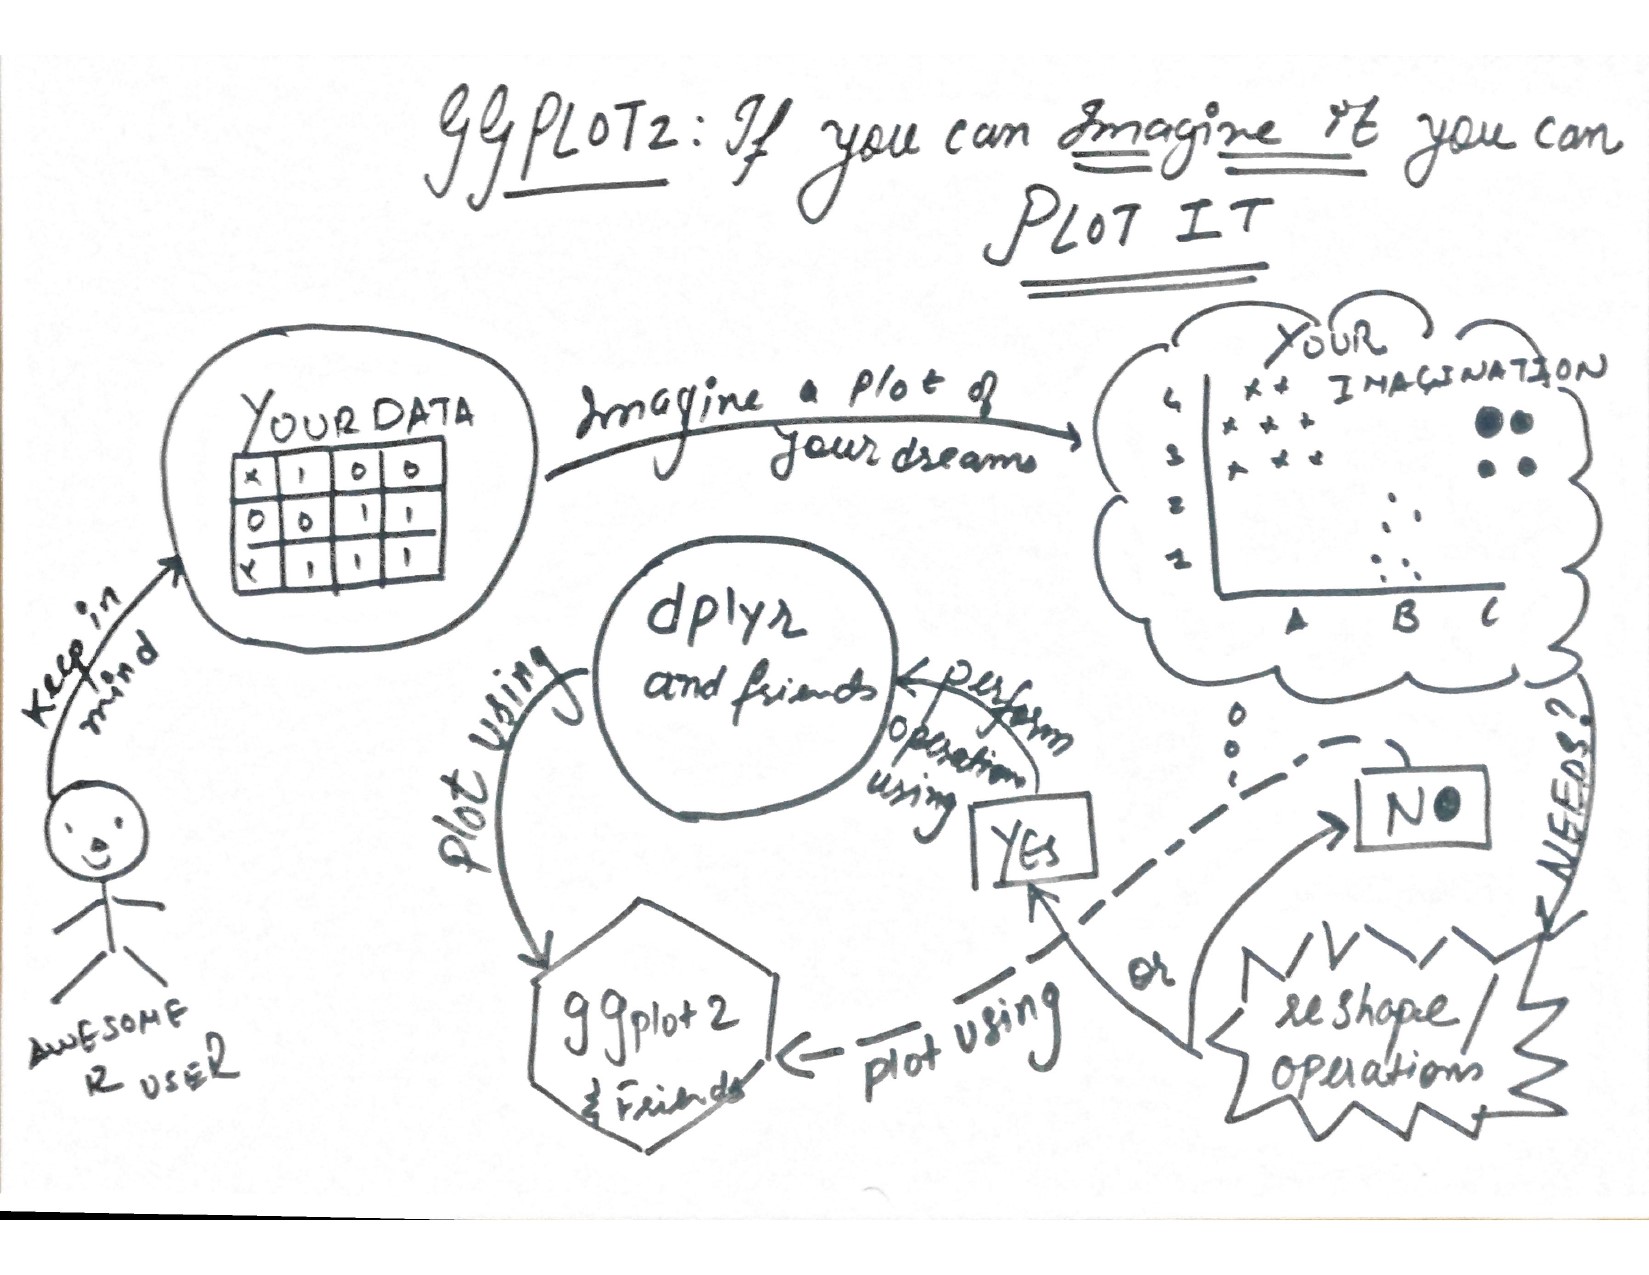 GGPLOT2: If you can Imagine it you can
PLOT IT
YOUR DATA
X 1 0 0
0 0 1 1
Y 1 1 1
Imagine a plot of
your dreams
YOUR
IMAGINATION
4
3
2
1
A B C
Keep in
mind
AWESOME
R USER
dplyr
and friends
perform
operation
using
YES
NO
NEEDS?
or
reshape
operations
plot using
plot using
ggplot2
& Friends